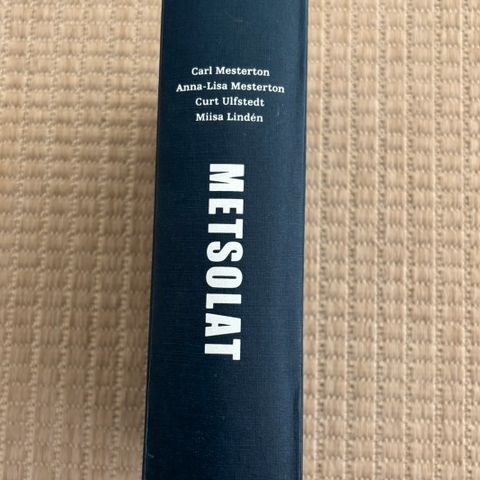 Carl Mesterton
Anna-Lisa Mesterton
Curt Ulfstedt
Miisa Lindén
METSOLAT